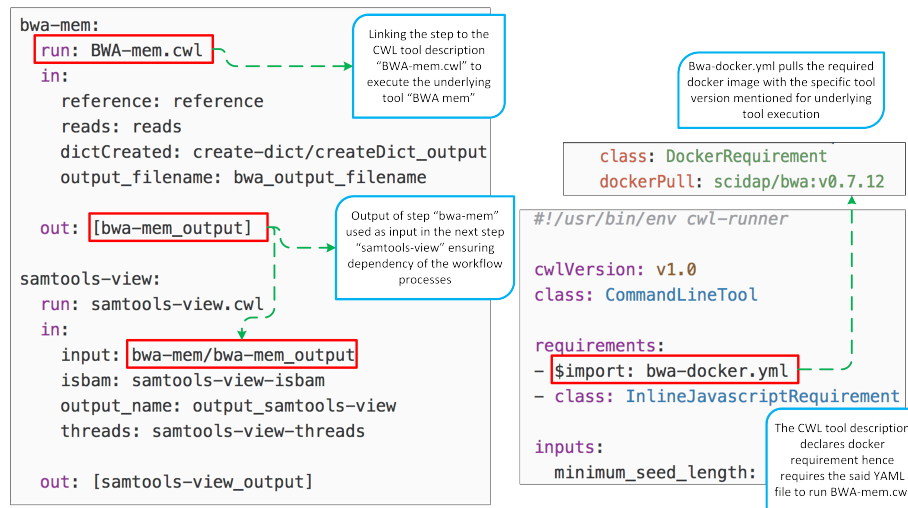 bwa-mem:
run: BWA-mem.cwl
in:
reference: reference
reads: reads
dictCreated: create-dict/createDict_output
output_filename: bwa_output_filename
out: [bwa-mem_output]
samtools-view:
run: samtools-view.cwl
in:
input: bwa-mem/bwa-mem_output
isbam: samtools-view-isbam
output_name: output_samtools-view
threads: samtools-view-threads
out: [samtools-view_output]
Linking the step to the
CWL tool description
“BWA-mem.cwl” to
execute the underlying
tool “BWA mem”
Output of step “bwa-mem”
used as input in the next step
“samtools-view” ensuring
dependency of the workflow
processes
Bwa-docker.yml pulls the required
docker image with the specific tool
version mentioned for underlying
tool execution
class: DockerRequirement
dockerPull: scidap/bwa:v0.7.12
#!/usr/bin/env cwl-runner
cwlVersion: v1.0
class: CommandLineTool
requirements:
- $import: bwa-docker.yml
- class: InlineJavascriptRequirement
inputs:
minimum_seed_length:
The CWL tool description
declares docker
requirement hence
requires the said YAML
file to run BWA-mem.cw